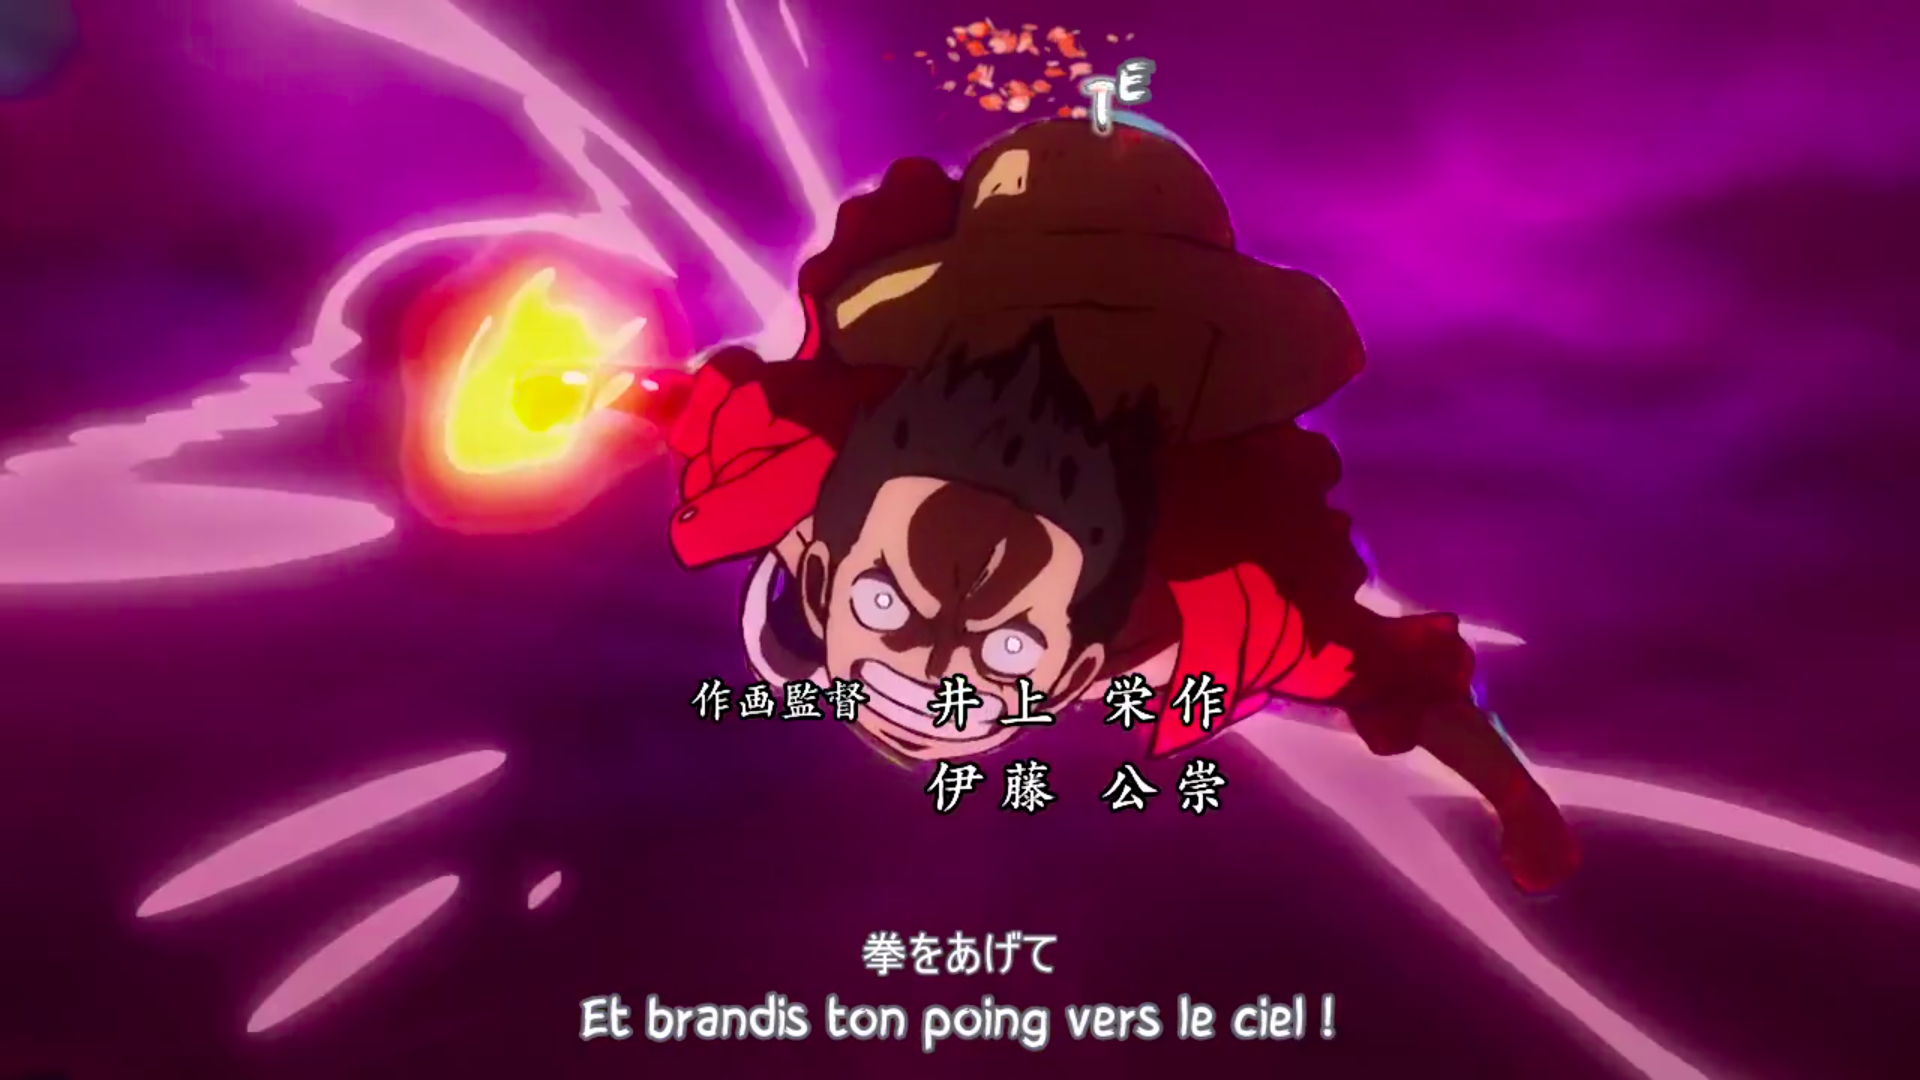 TE
作画監督 井上 栄作
伊藤 公崇
拳をあげて
Et brandis ton poing vers le ciel !